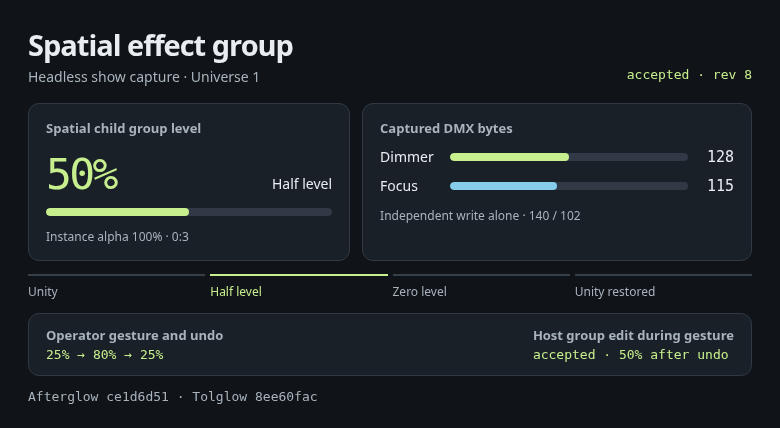 Spatial effect group
Headless show capture · Universe 1
accepted · rev 8
Spatial child group level
50%
Half level
Instance alpha 100% · 0:3
Captured DMX bytes
Dimmer 128
Focus 115
Independent write alone · 140 / 102
Unity
Half level
Zero level
Unity restored
Operator gesture and undo
25% → 80% → 25%
Host group edit during gesture
accepted · 50% after undo
Afterglow ce1d6d51 · Tolglow 8ee60fac